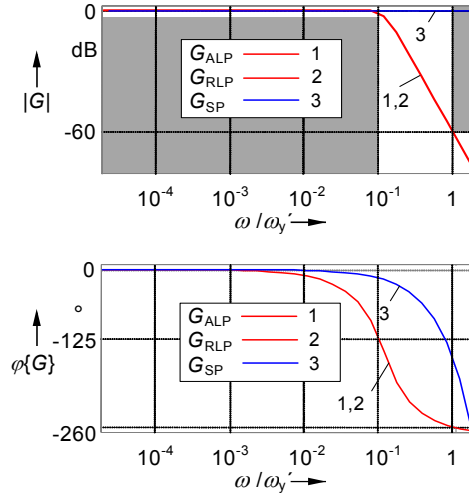 0
dB
|G|
-60
G_ALP 1
G_RLP 2
G_SP 3
3
1,2
10^-4 10^-3 10^-2 10^-1 1
ω/ω_y′
0
°
φ{G}
-125
-260
G_ALP 1
G_RLP 2
G_SP 3
3
1,2
10^-4 10^-3 10^-2 10^-1 1
ω/ω_y′